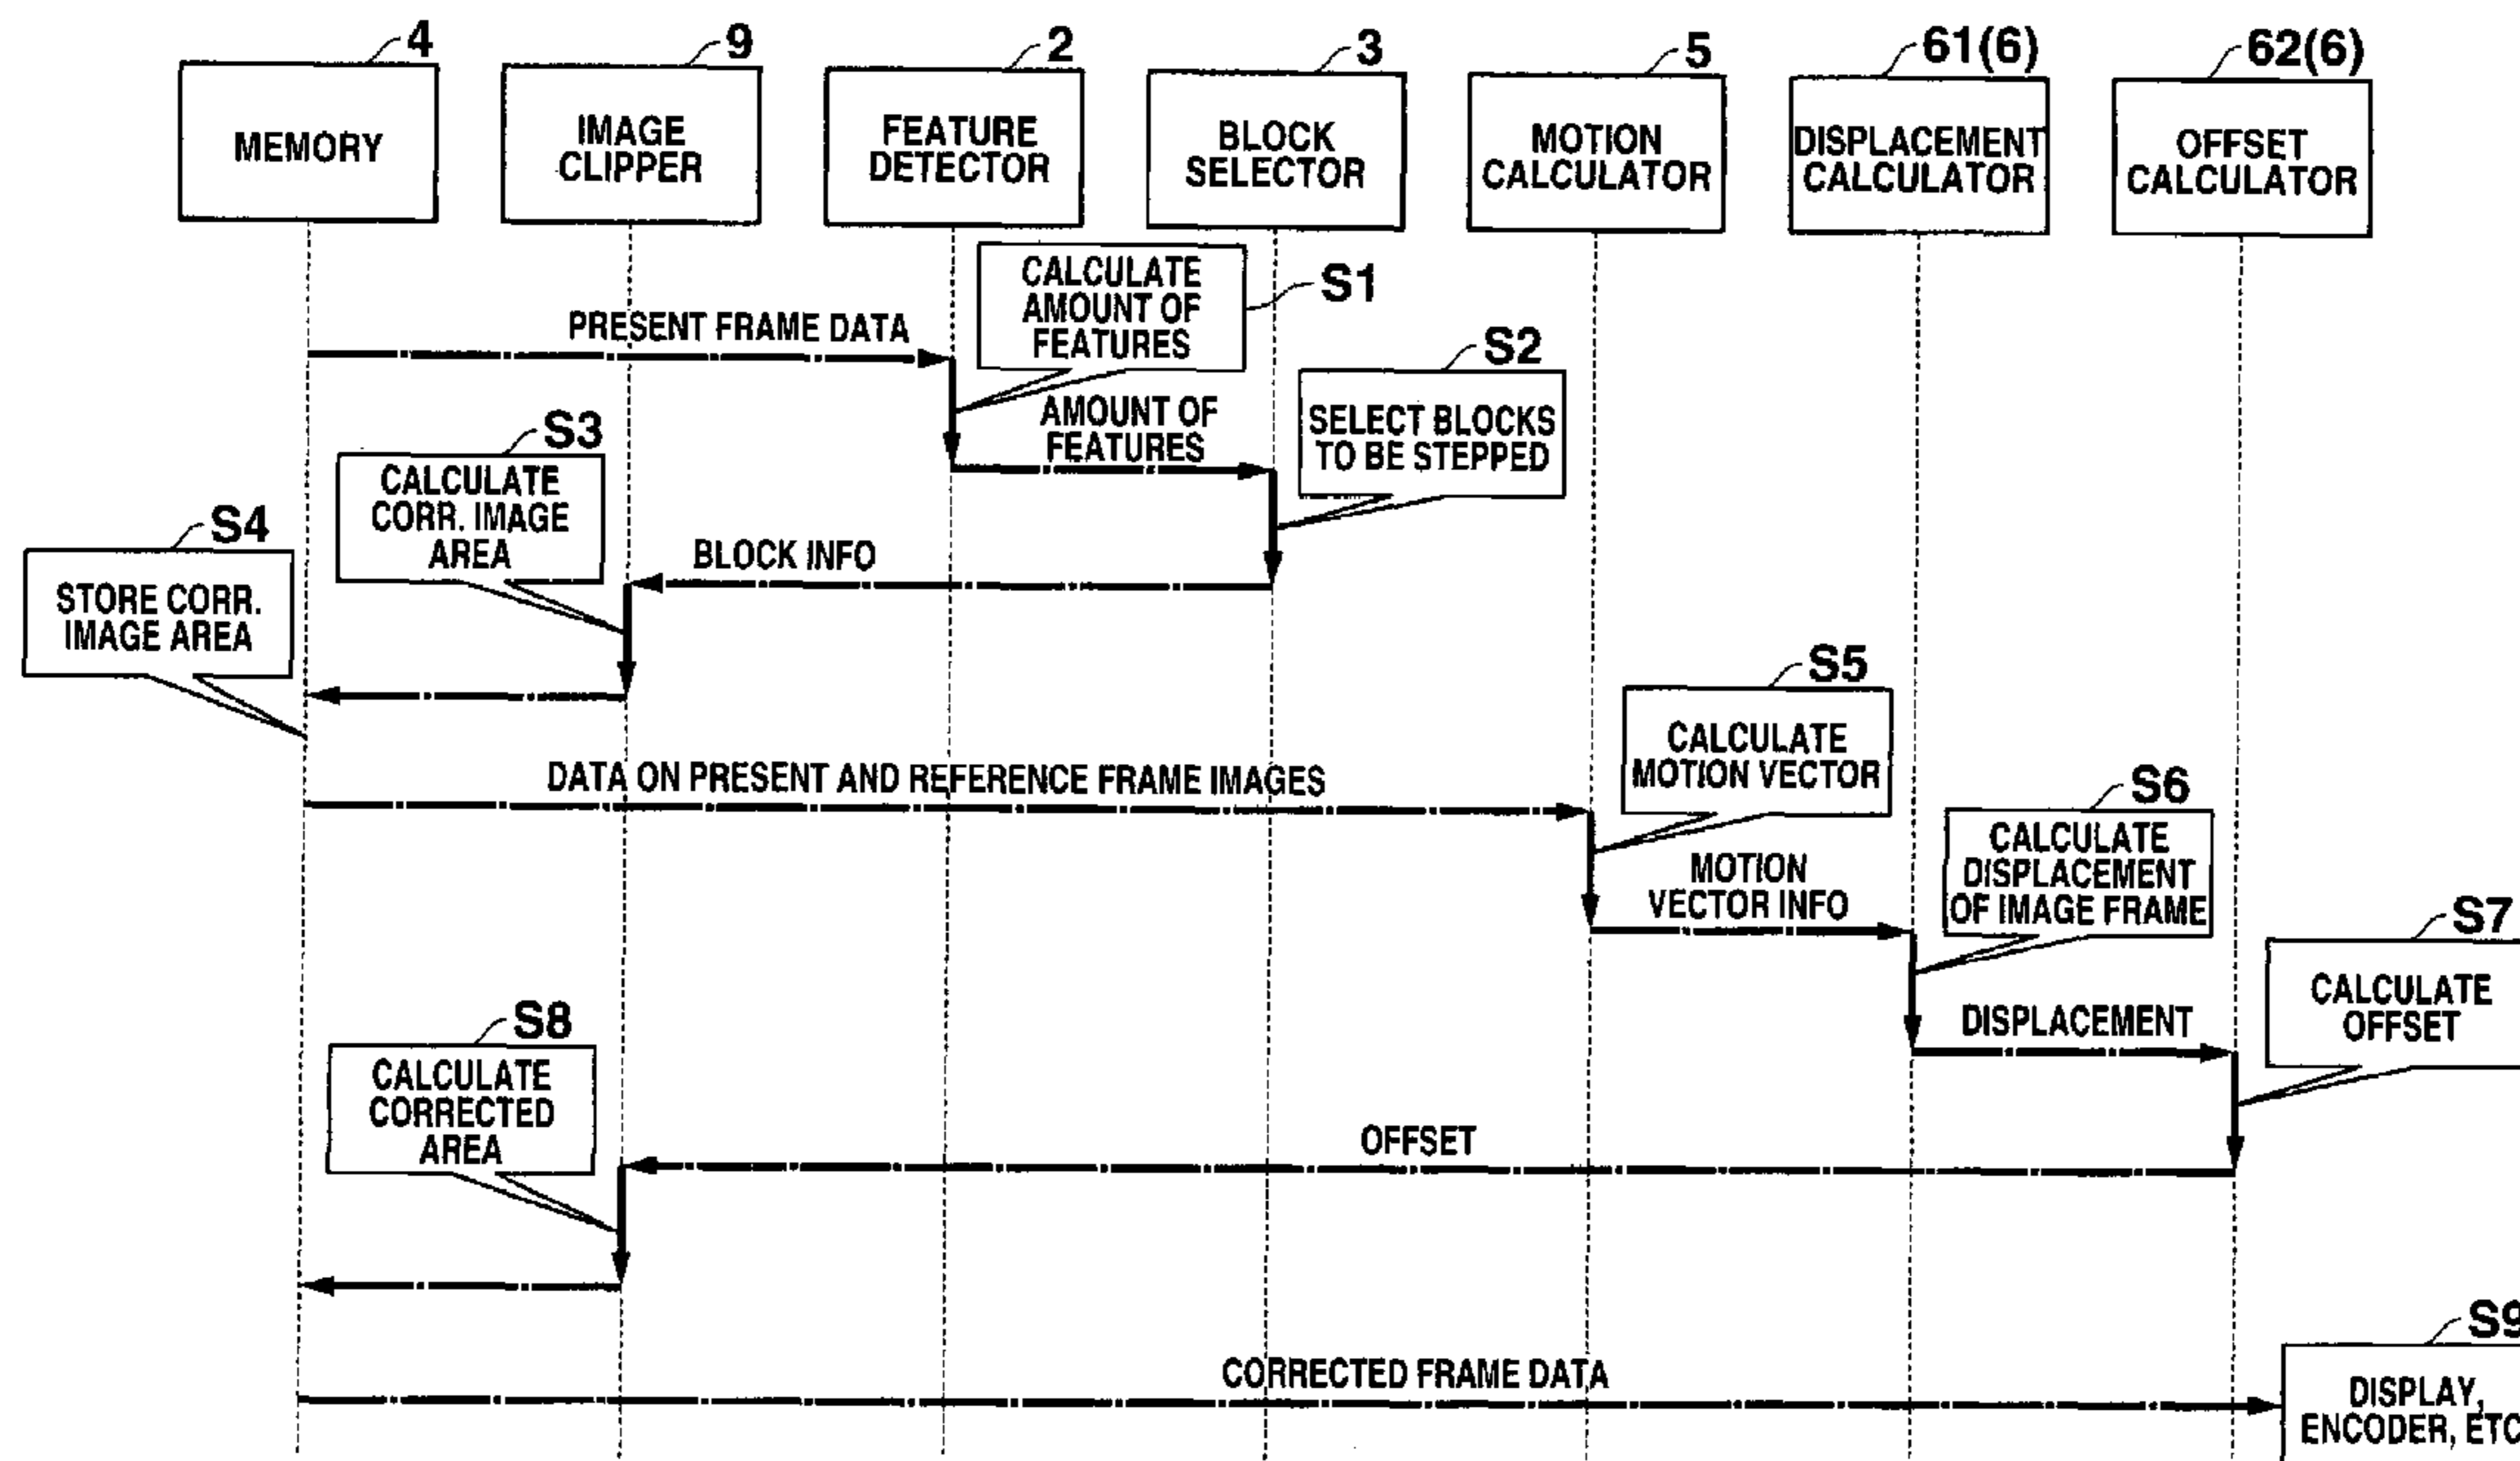 4
9
2
3
5
61(6)
62(6)
MEMORY
IMAGE
CLIPPER
FEATURE
DETECTOR
BLOCK
SELECTOR
MOTION
CALCULATOR
DISPLACEMENT
CALCULATOR
OFFSET
CALCULATOR
CALCULATE
AMOUNT OF
FEATURES
S1
PRESENT FRAME DATA
S2
SELECT BLOCKS
TO BE STEPPED
AMOUNT OF
FEATURES
S3
CALCULATE
CORR. IMAGE
AREA
BLOCK INFO
S4
STORE CORR.
IMAGE AREA
S5
CALCULATE
MOTION VECTOR
DATA ON PRESENT AND REFERENCE FRAME IMAGES
S6
CALCULATE
DISPLACEMENT
OF IMAGE FRAME
MOTION
VECTOR INFO
S7
CALCULATE
OFFSET
DISPLACEMENT
S8
CALCULATE
CORRECTED
AREA
OFFSET
S9
CORRECTED FRAME DATA
DISPLAY,
ENCODER, ETC